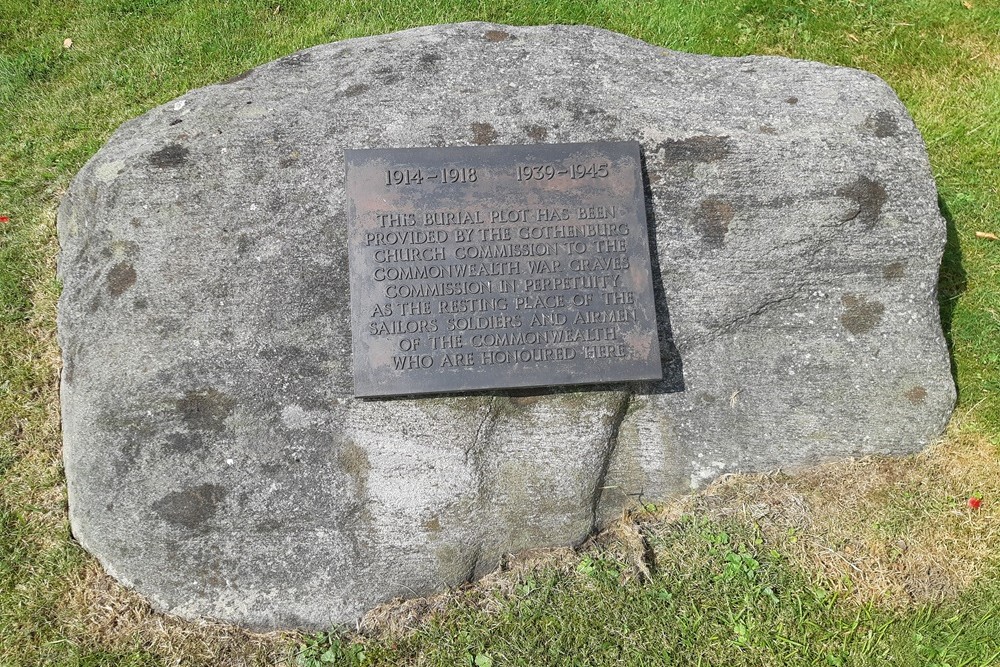 1914-1918 1939-1945
THIS BURIAL PLOT HAS BEEN
PROVIDED BY THE GOTHENBURG
CHURCH COMMISSION TO THE
COMMONWEALTH WAR GRAVES
COMMISSION IN PERPETUITY
AS THE RESTING PLACE OF THE
SAILORS SOLDIERS AND AIRMEN
OF THE COMMONWEALTH
WHO ARE HONOURED HERE